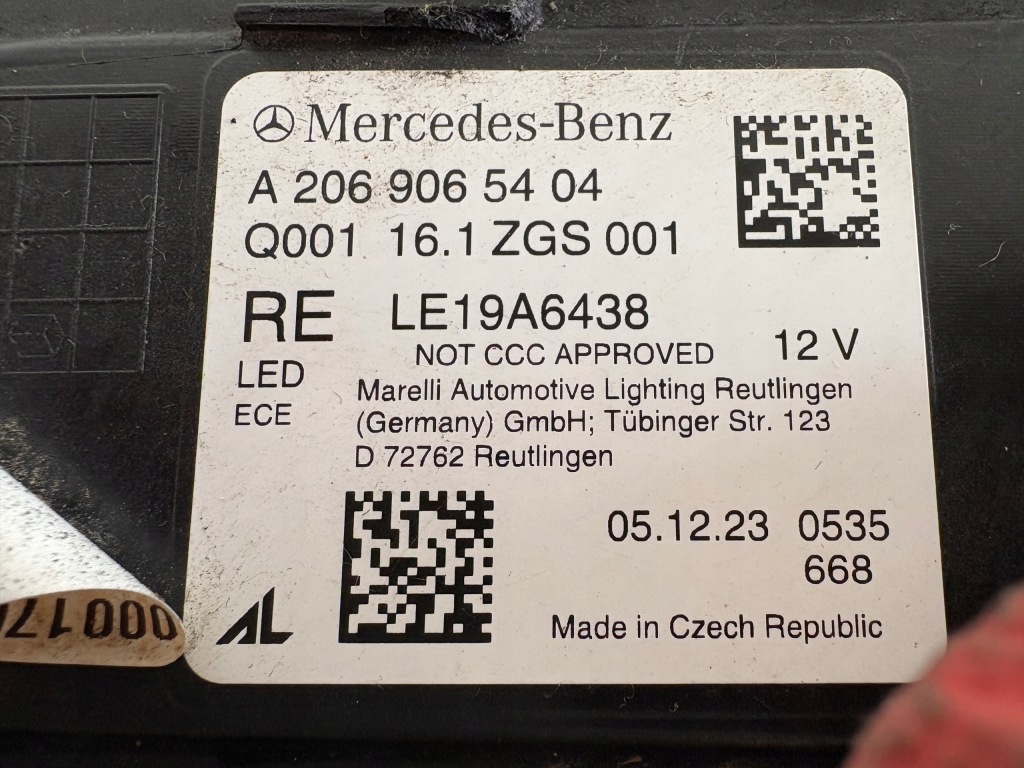 Mercedes-Benz
A 206 906 54 04
Q001 16.1 ZGS 001
RE LE19A6438
NOT CCC APPROVED 12 V
LED
ECE
Marelli Automotive Lighting Reutlingen
(Germany) GmbH; Tübinger Str. 123
D 72762 Reutlingen
05.12.23 0535
668
AL
Made in Czech Republic